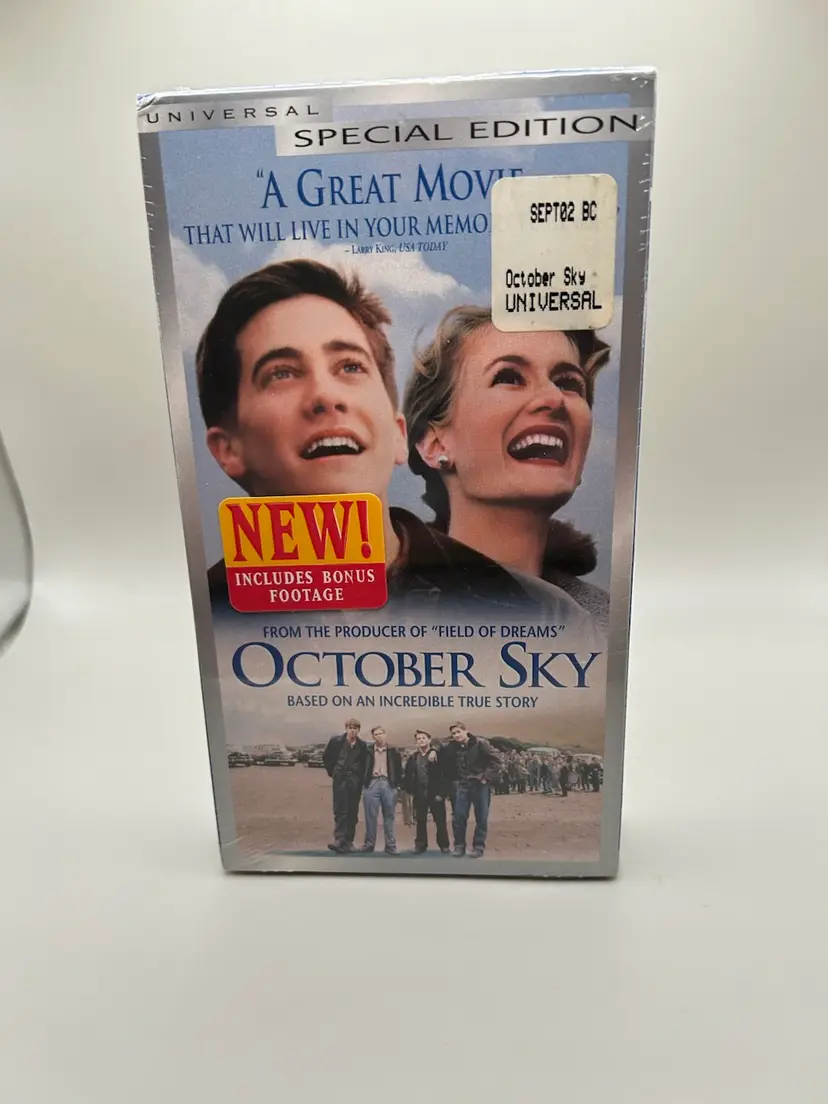 UNIVERSAL
SPECIAL EDITION
"A GREAT MOVIE
THAT WILL LIVE IN YOUR
– LARRY KING, USA TODAY
SEPT02 BC
October Sky
UNIVERSAL
NEW!
INCLUDES BONUS
FOOTAGE
FROM THE PRODUCER OF "FIELD OF DREAMS"
OCTOBER SKY
BASED ON AN INCREDIBLE TRUE STORY